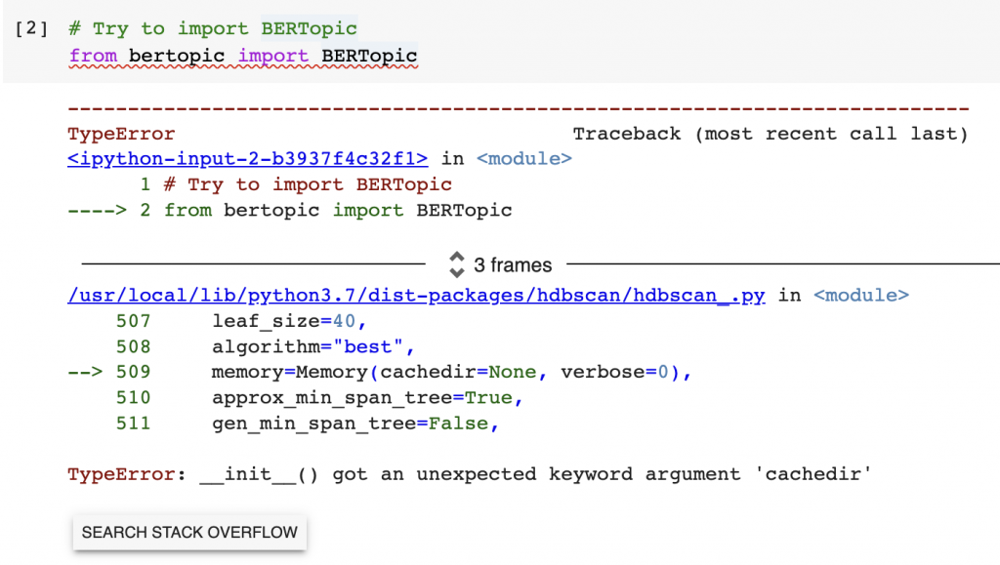 [2] # Try to import BERTopic
from bertopic import BERTopic
---------------------------------------------------------------------------
TypeError Traceback (most recent call last)
<ipython-input-2-b3937f4c32f1> in <module>
1 # Try to import BERTopic
----> 2 from bertopic import BERTopic
3 frames
/usr/local/lib/python3.7/dist-packages/hdbscan/hdbscan_.py in <module>
507 leaf_size=40,
508 algorithm="best",
--> 509 memory=Memory(cachedir=None, verbose=0),
510 approx_min_span_tree=True,
511 gen_min_span_tree=False,
TypeError: __init__() got an unexpected keyword argument 'cachedir'
SEARCH STACK OVERFLOW